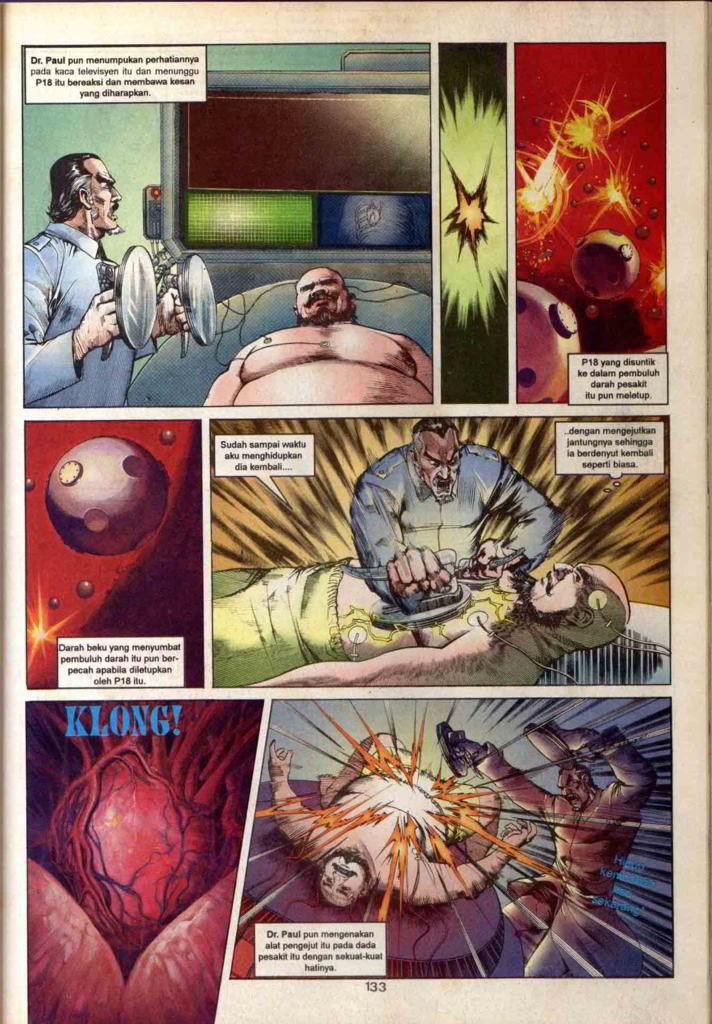 Dr. Paul pun menumpukan perhatiannya
pada kaca televisyen itu dan menunggu
P18 itu bereaksi dan membawa kesan
yang diharapkan.
P18 yang disuntik
ke dalam pembuluh
darah pesakit
itu pun meletup.
Darah beku yang menyumbat
pembuluh darah itu pun ber-
pecah apabila diletupkan
oleh P18 itu.
Sudah sampai waktu
aku menghidupkan
dia kembali....
..dengan mengejutkan
jantungnya sehingga
ia berdenyut kembali
seperti biasa.
KLONG!
Hidup
sekarang!
Dr. Paul pun mengenakan
alat pengejut itu pada dada
pesakit itu dengan sekuat-kuat
hatinya.
133